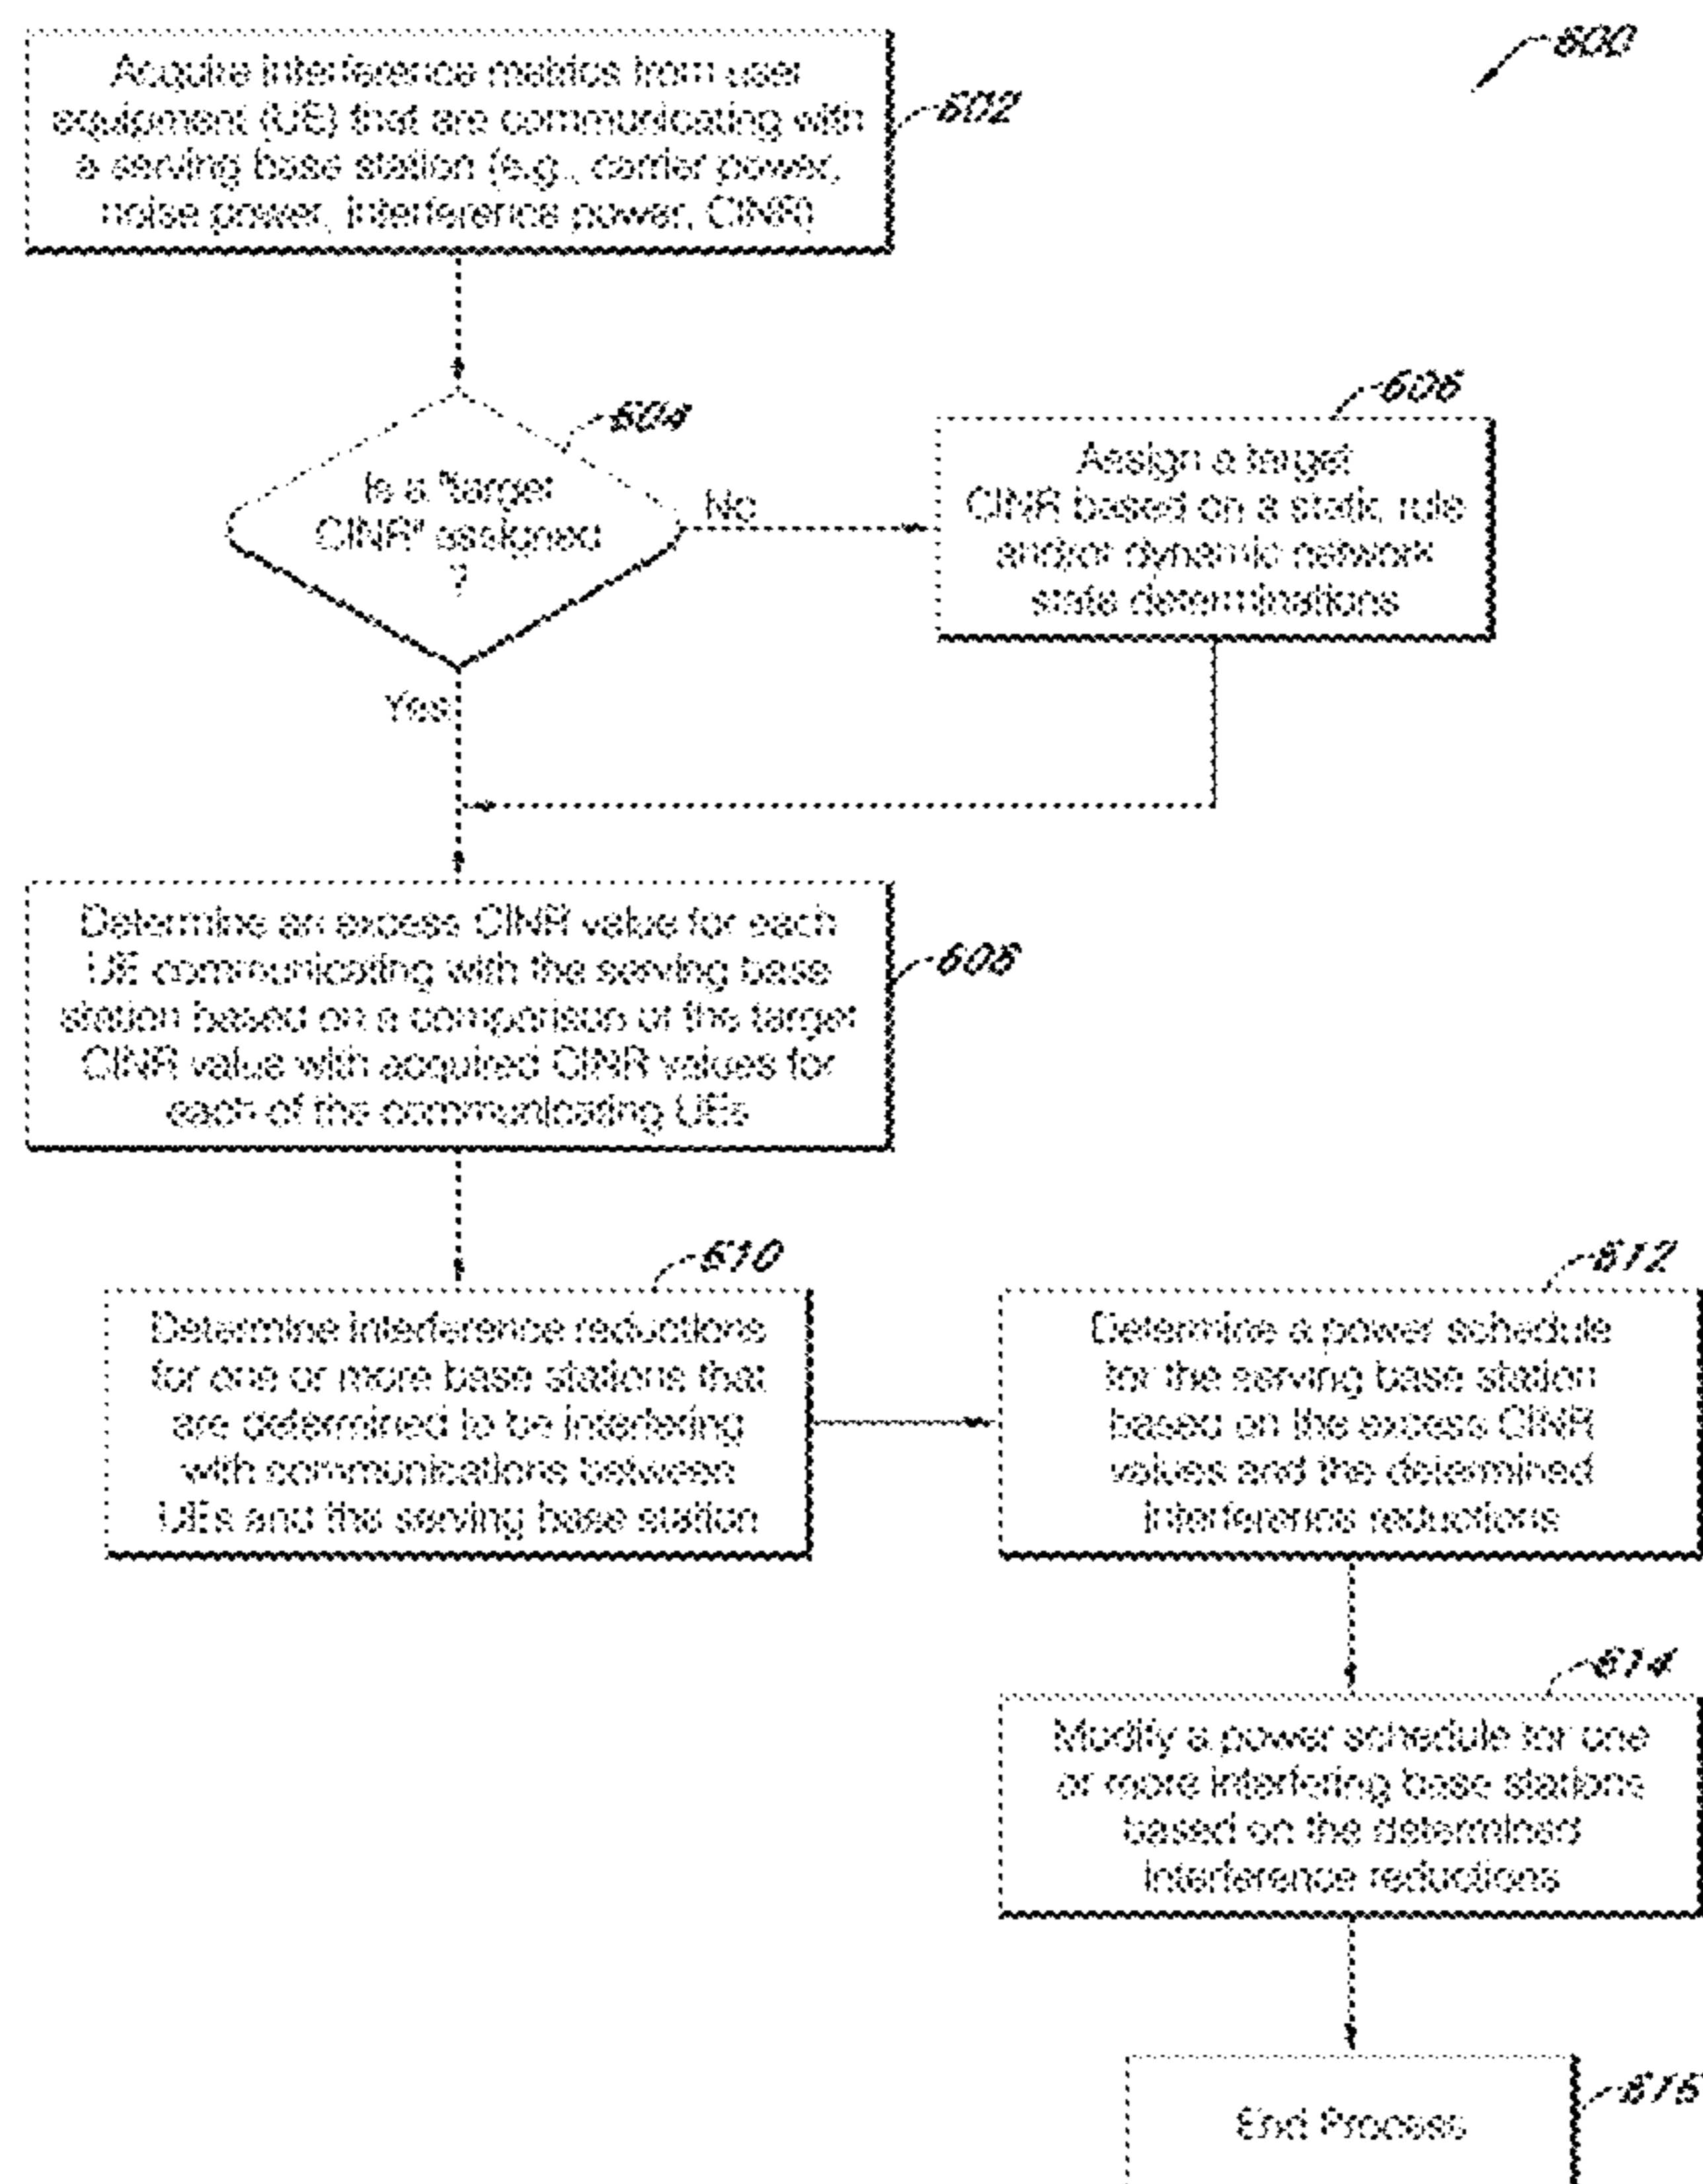 600
Acquire interference metrics from user
equipment (UE) that are communicating with
a serving base station (e.g., carrier power,
noise power, interference power, CINR)
602
604
Is a "target
CINR" assigned
?
No
Yes
606
Assign a target
CINR based on a static rule
and/or dynamic network
state determinations
Determine an excess CINR value for each
UE communicating with the serving base
station based on a comparison of the target
CINR value with acquired CINR values for
each of the communicating UEs
608
610
Determine interference reductions
for one or more base stations that
are determined to be interfering
with communications between
UEs and the serving base station
612
Determine a power schedule
for the serving base station
based on the excess CINR
values and the determined
interference reductions
614
Modify a power schedule for one
or more interfering base stations
based on the determined
interference reductions
End Process
616